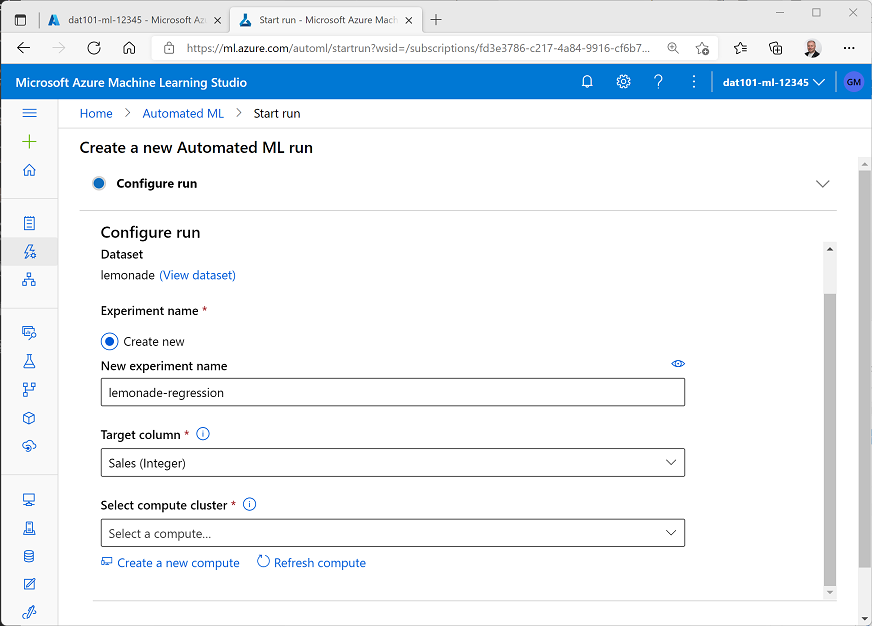 dat101-ml-12345 - Microsoft Az
Start run - Microsoft Azure Mach
https://ml.azure.com/automl/startrun?wsid=/subscriptions/fd3e3786-c217-4a84-9916-cf6b7...
Microsoft Azure Machine Learning Studio
dat101-ml-12345
GM
Home > Automated ML > Start run
Create a new Automated ML run
Configure run
Configure run
Dataset
lemonade (View dataset)
Experiment name *
Create new
New experiment name
lemonade-regression
Target column *
Sales (Integer)
Select compute cluster *
Select a compute...
Create a new compute
Refresh compute